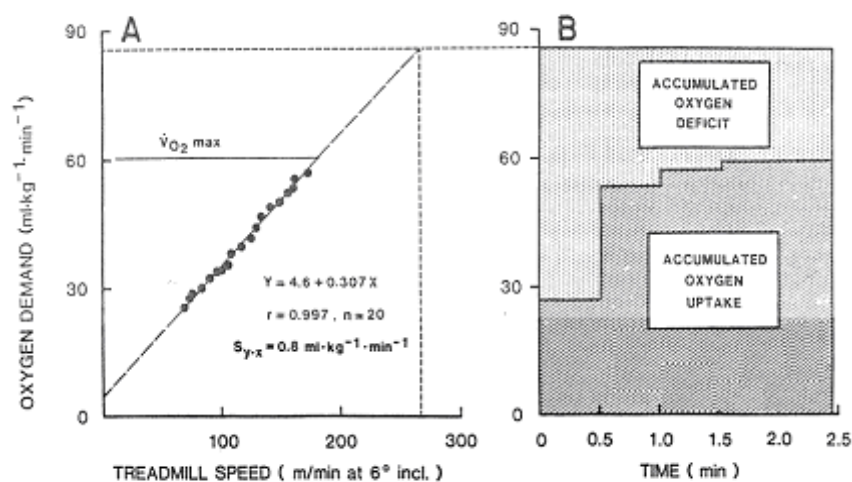 A
B
OXYGEN DEMAND (ml·kg⁻¹·min⁻¹)
90
60
30
0
V̇O₂ max
Y = 4.6 + 0.307 X
r = 0.997 , n = 20
Sy·x = 0.8 ml·kg⁻¹·min⁻¹
100
200
300
TREADMILL SPEED ( m/min at 6° incl. )
90
60
30
0
ACCUMULATED
OXYGEN
DEFICIT
ACCUMULATED
OXYGEN
UPTAKE
0
0.5
1.0
1.5
2.0
2.5
TIME ( min )